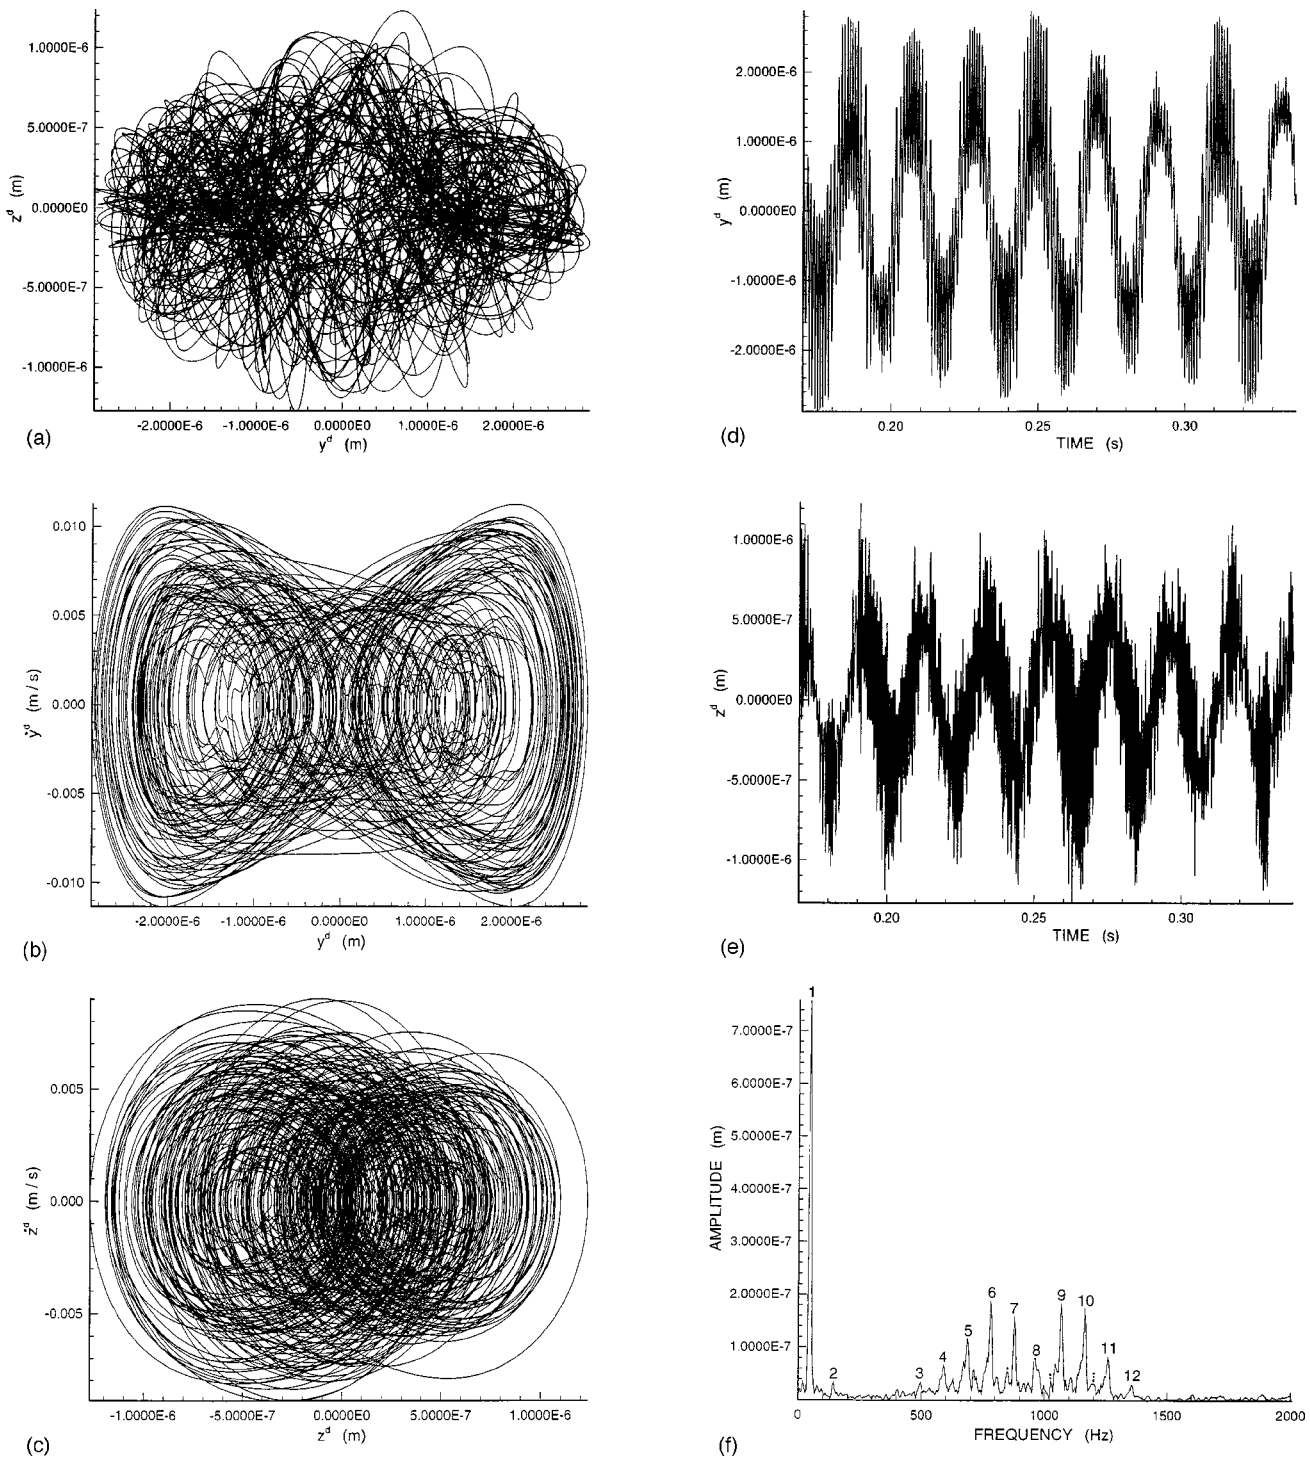 1.0000E-6
5.0000E-7
0.0000E0
-5.0000E-7
-1.0000E-6
z^d (m)
-2.0000E-6 -1.0000E-6 0.0000E0 1.0000E-6 2.0000E-6
y^d (m)
(a)
2.0000E-6
1.0000E-6
0.0000E0
-1.0000E-6
-2.0000E-6
y^d (m)
0.20 0.25 0.30
TIME (s)
(d)
0.010
0.005
0.000
-0.005
-0.010
ẏ^d (m / s)
-2.0000E-6 -1.0000E-6 0.0000E0 1.0000E-6 2.0000E-6
y^d (m)
(b)
1.0000E-6
5.0000E-7
0.0000E0
-5.0000E-7
-1.0000E-6
z^d (m)
0.20 0.25 0.30
TIME (s)
(e)
0.005
0.000
-0.005
ż^d (m / s)
-1.0000E-6 -5.0000E-7 0.0000E0 5.0000E-7 1.0000E-6
z^d (m)
(c)
7.0000E-7
6.0000E-7
5.0000E-7
4.0000E-7
3.0000E-7
2.0000E-7
1.0000E-7
AMPLITUDE (m)
1
2
3
4
5
6
7
8
9
10
11
12
0 500 1000 1500 2000
FREQUENCY (Hz)
(f)